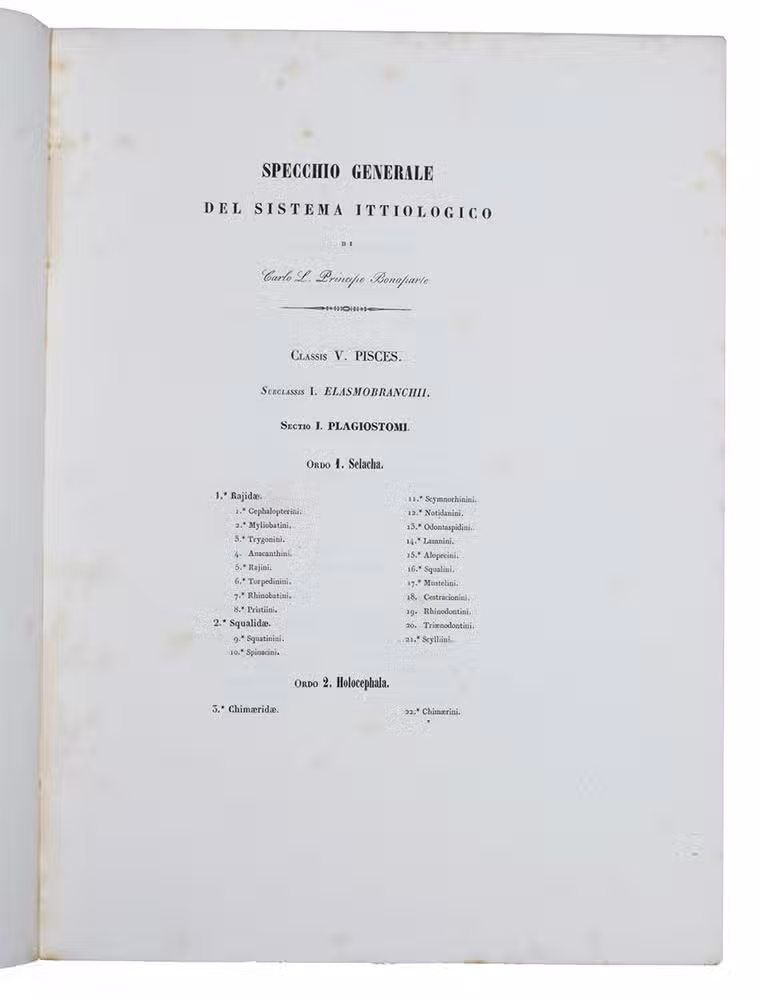 SPECCHIO GENERALE
DEL SISTEMA ITTIOLOGICO
DI
Carlo L. Principe Bonaparte
Classis V. PISCES.
Subclassis I. ELASMOBRANCHII.
Sectio I. PLAGIOSTOMI.
Ordo 1. Selacha.
1.* Rajidæ.
1.* Cephalopterini.
2.* Myliobatini.
3.* Trygonini.
4. Anacanthini.
5.* Rajini.
6.* Torpedinini.
7.* Rhinobatini.
8.* Pristini.
2.* Squalidæ.
9.* Squatinini.
10.* Spinacini.
11.* Scymnorhinini.
12.* Notidanini.
13.* Odontaspidini.
14.* Lamnini.
15.* Alopecini.
16.* Squalini.
17.* Mustelini.
18. Cestracionini.
19. Rhinodontini.
20. Triænodontini.
21.* Scylliini.
Ordo 2. Holocephala.
3.* Chimæridæ.
22.* Chimærini.